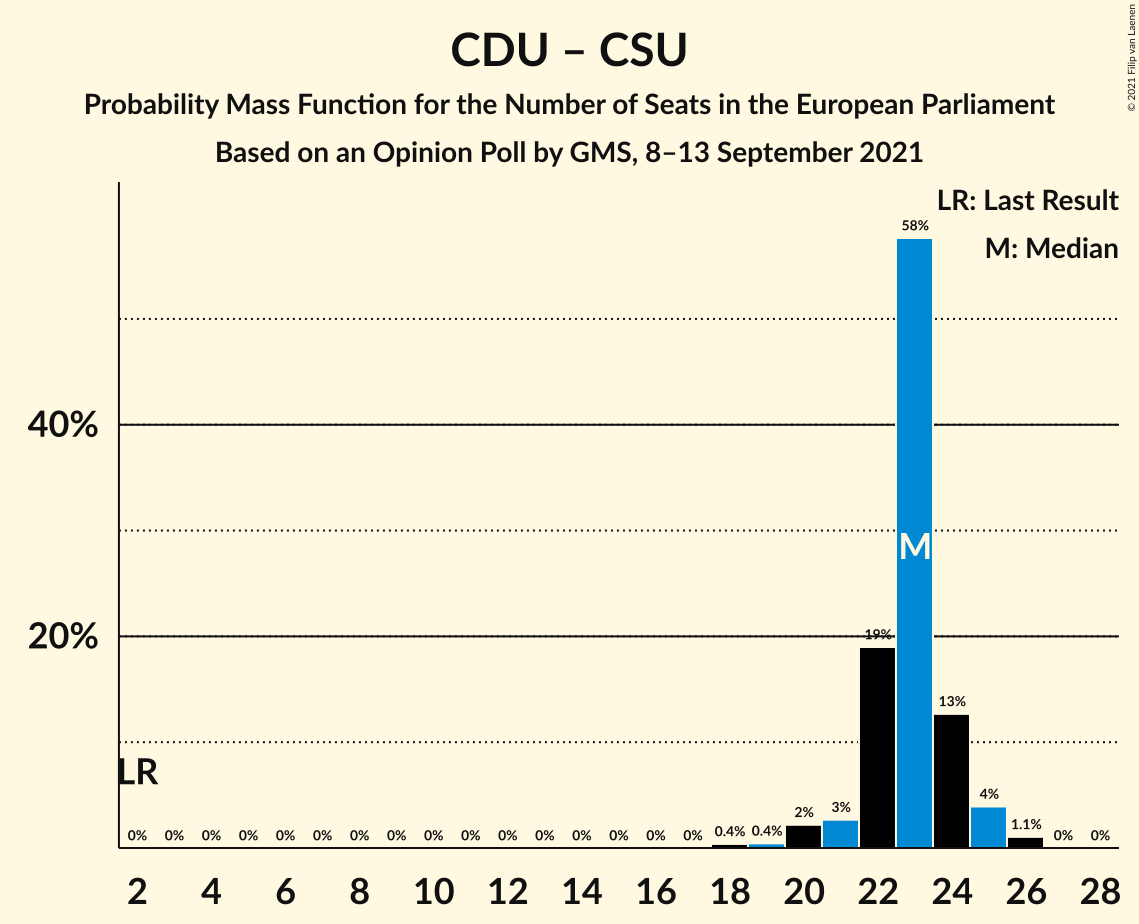 CDU – CSU
Probability Mass Function for the Number of Seats in the European Parliament
Based on an Opinion Poll by GMS, 8–13 September 2021
© 2021 Filip van Laenen
LR: Last Result
M: Median
58%
40%
M
20%
19%
13%
LR
0% 0% 0% 0% 0% 0% 0% 0% 0% 0% 0% 0% 0% 0% 0% 0% 0.4% 0.4% 2% 3% 4% 1.1% 0% 0%
2 4 6 8 10 12 14 16 18 20 22 24 26 28